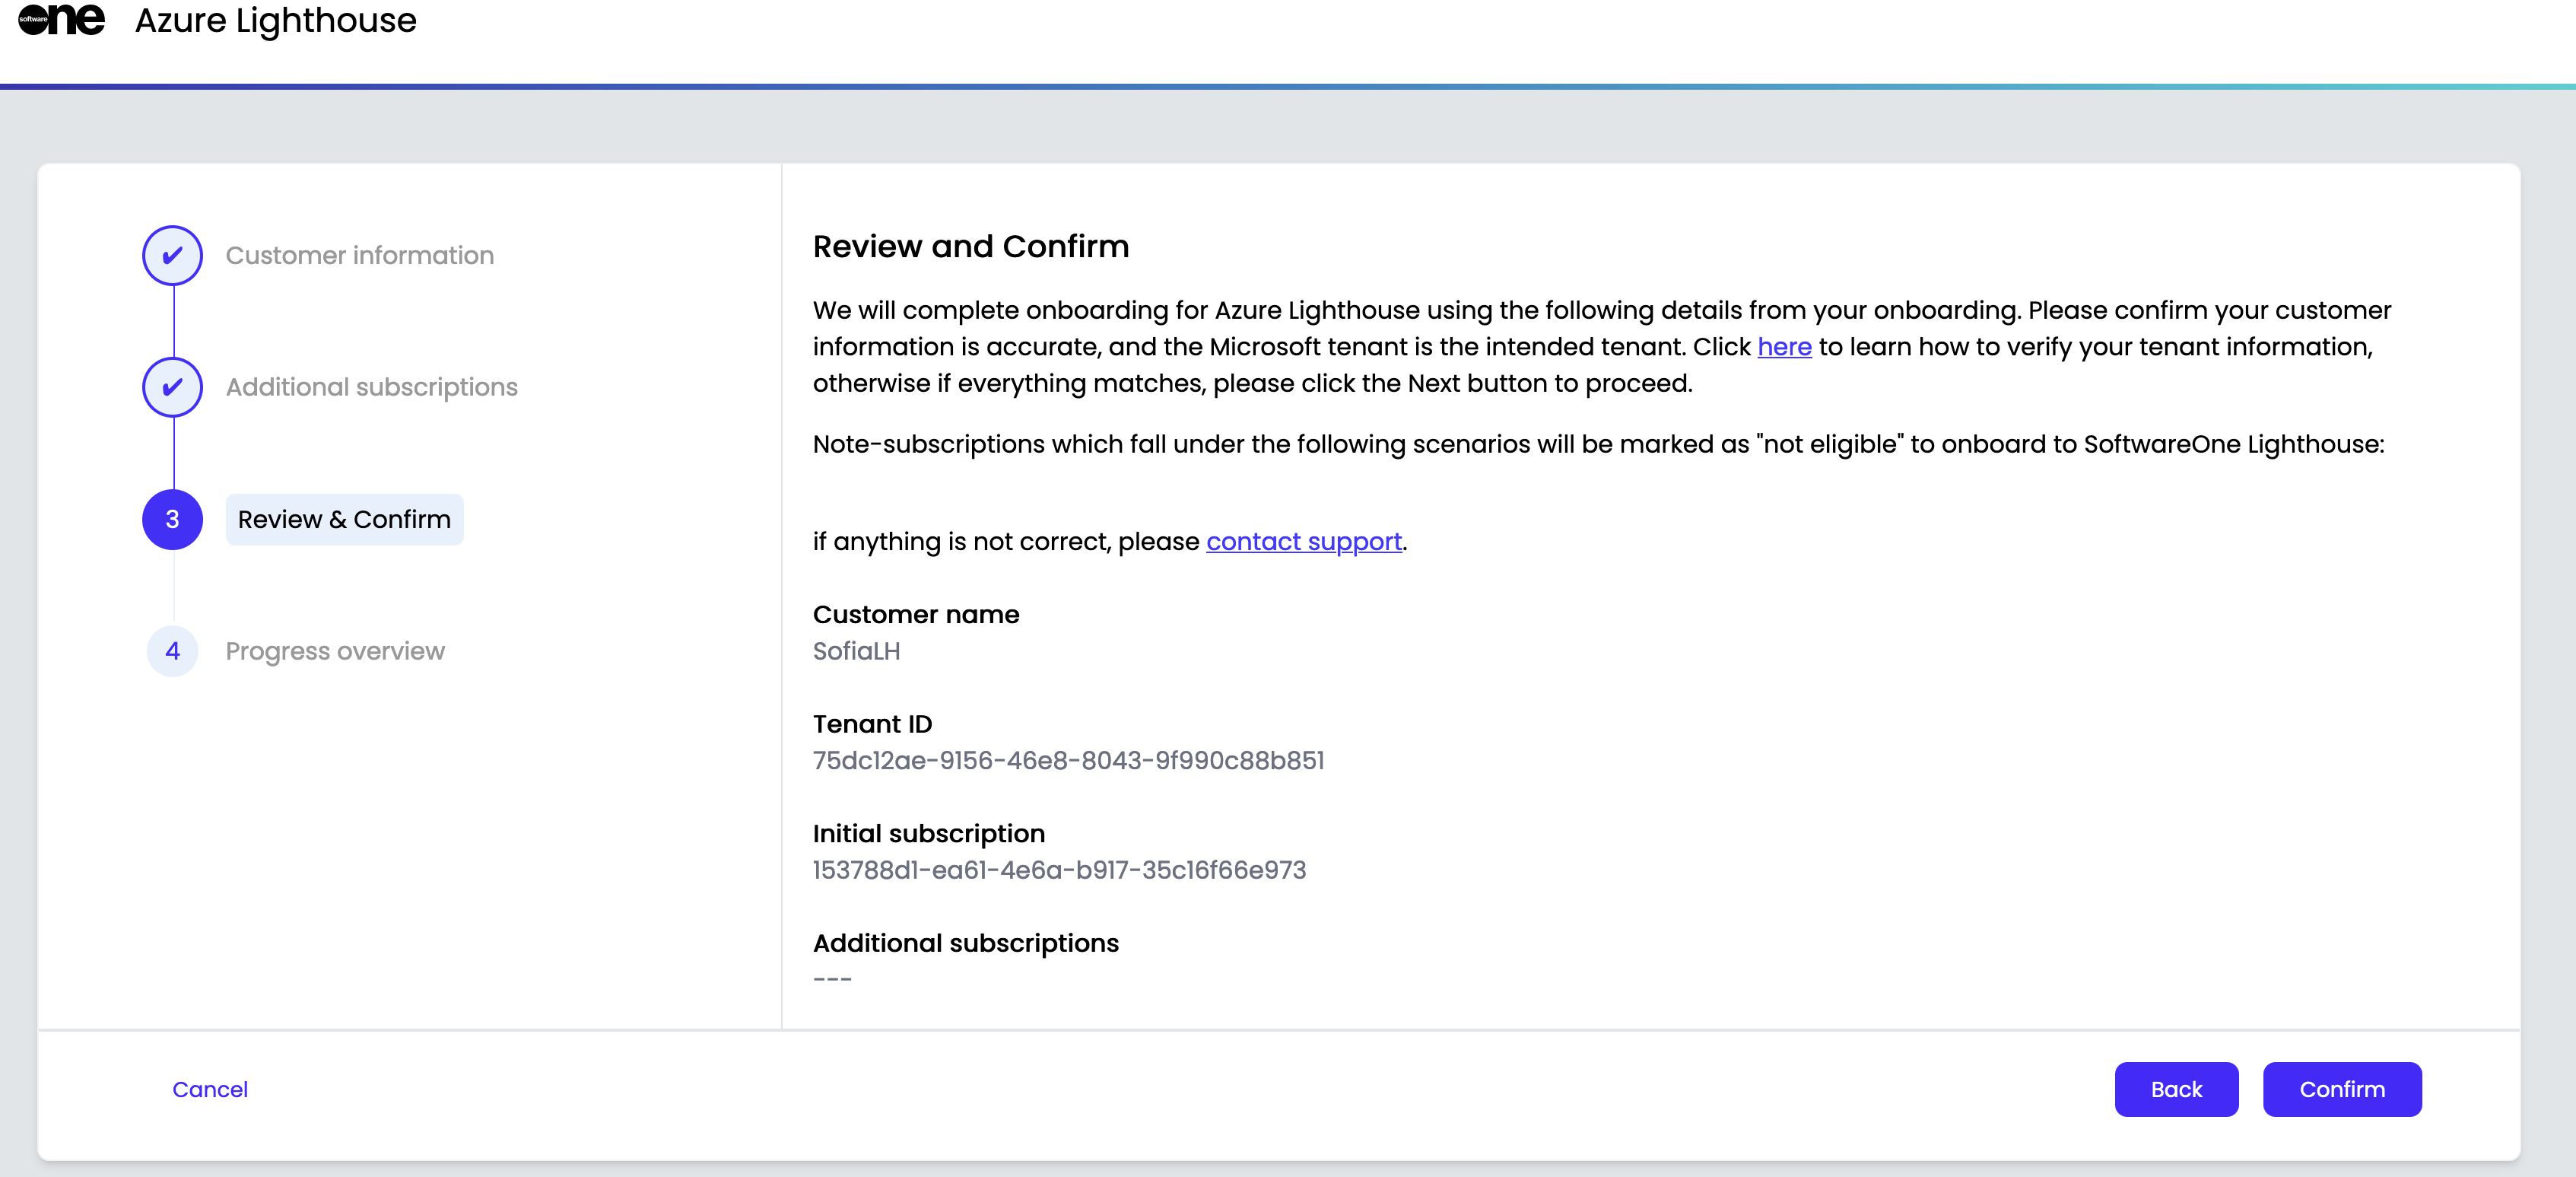 software one Azure Lighthouse
✔ Customer information
✔ Additional subscriptions
3 Review & Confirm
4 Progress overview
Review and Confirm
We will complete onboarding for Azure Lighthouse using the following details from your onboarding. Please confirm your customer
information is accurate, and the Microsoft tenant is the intended tenant. Click here to learn how to verify your tenant information,
otherwise if everything matches, please click the Next button to proceed.
Note-subscriptions which fall under the following scenarios will be marked as "not eligible" to onboard to SoftwareOne Lighthouse:
if anything is not correct, please contact support.
Customer name
SofiaLH
Tenant ID
75dc12ae-9156-46e8-8043-9f990c88b851
Initial subscription
153788d1-ea61-4e6a-b917-35c16f66e973
Additional subscriptions
---
Cancel
Back
Confirm